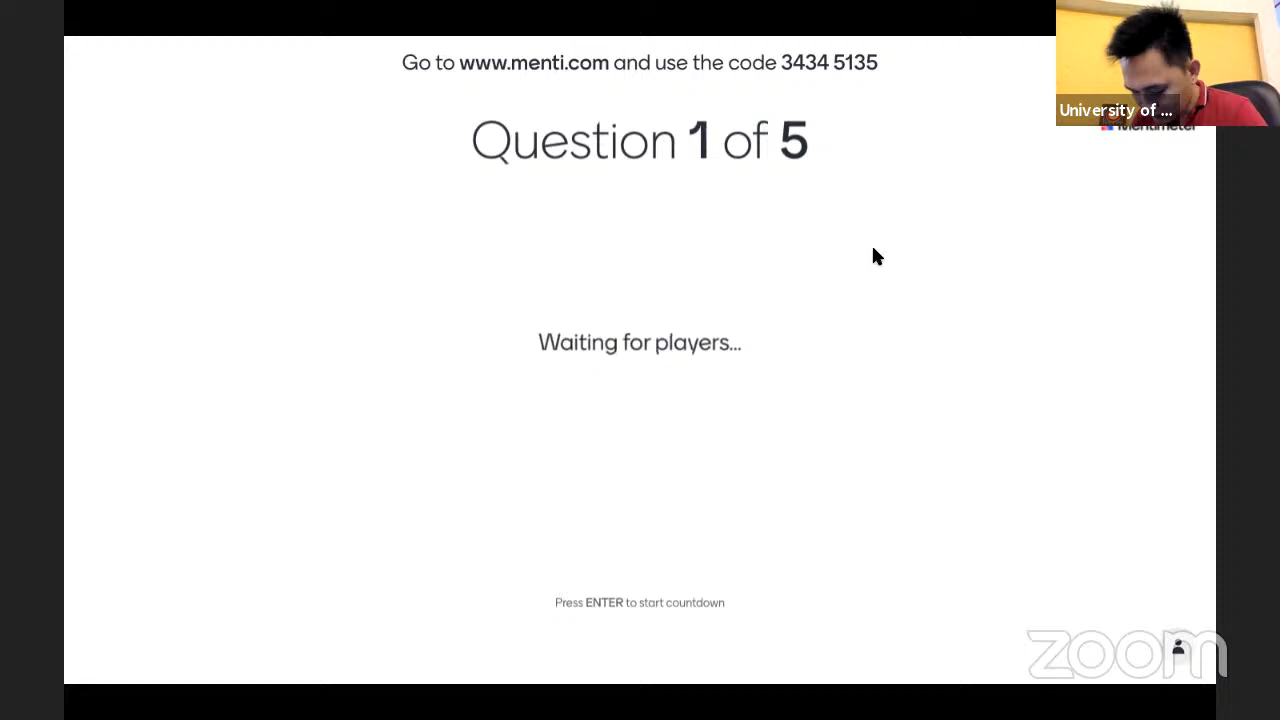 Go to www.menti.com and use the code 3434 5135
University of ...
Mentimeter
Question 1 of 5
Waiting for players...
Press ENTER to start countdown
zoom